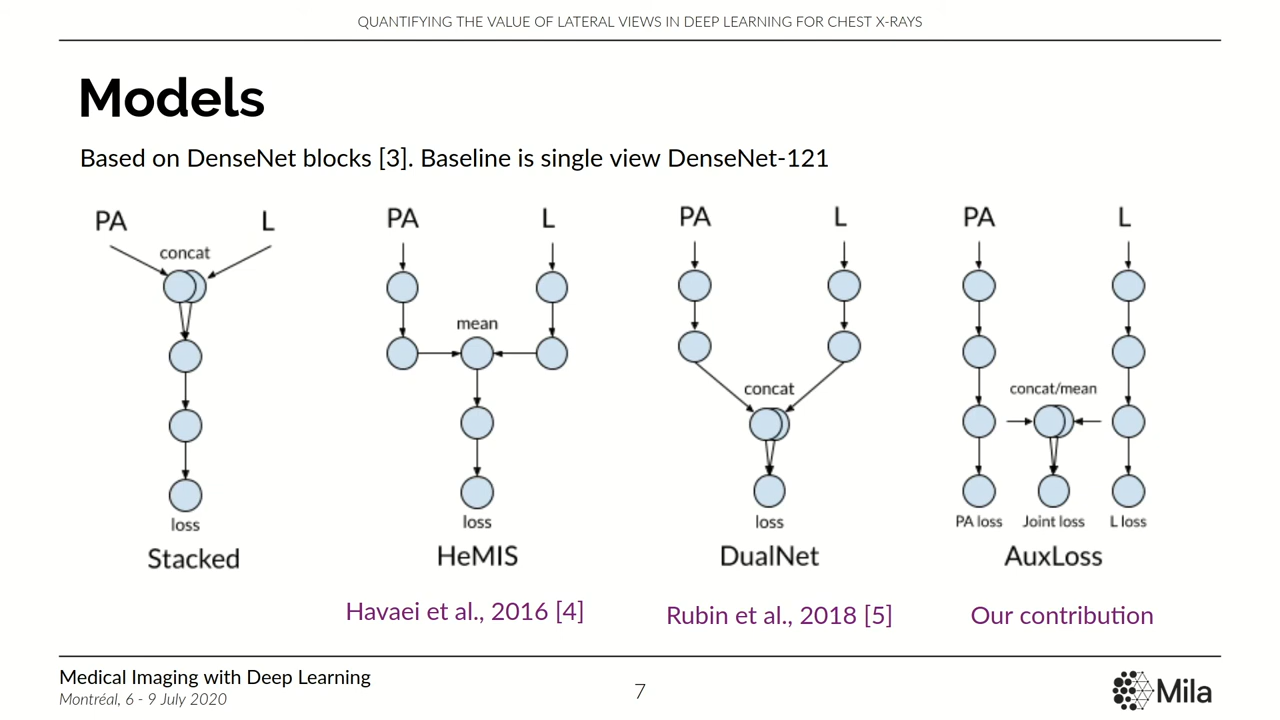 QUANTIFYING THE VALUE OF LATERAL VIEWS IN DEEP LEARNING FOR CHEST X-RAYS
Models
Based on DenseNet blocks [3]. Baseline is single view DenseNet-121
PA
L
concat
loss
Stacked
PA
L
mean
loss
HeMIS
Havaei et al., 2016 [4]
PA
L
concat
loss
DualNet
Rubin et al., 2018 [5]
PA
L
concat/mean
PA loss
Joint loss
L loss
AuxLoss
Our contribution
Medical Imaging with Deep Learning
Montréal, 6 - 9 July 2020
7
Mila